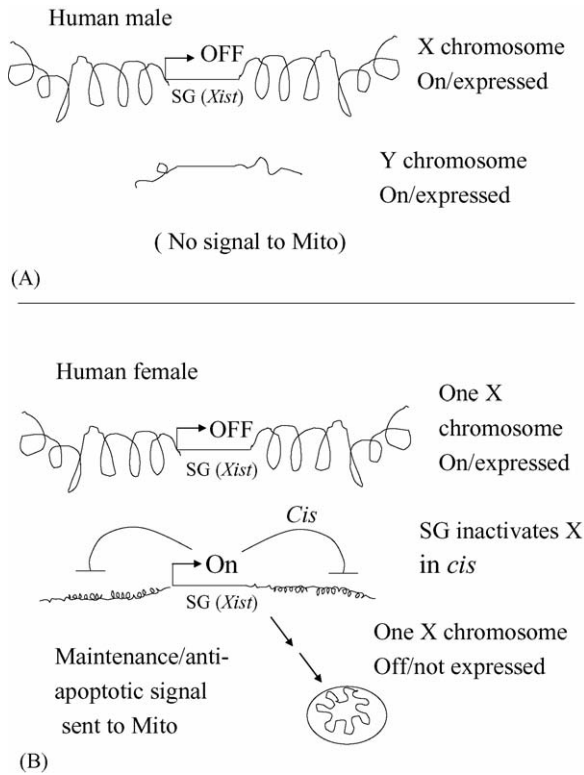 Human male
OFF
SG (Xist)
X chromosome
On/expressed
Y chromosome
On/expressed
( No signal to Mito)
(A)
Human female
OFF
SG (Xist)
One X
chromosome
On/expressed
Cis
On
SG (Xist)
SG inactivates X
in cis
One X chromosome
Off/not expressed
Maintenance/anti-
apoptotic signal
sent to Mito
(B)